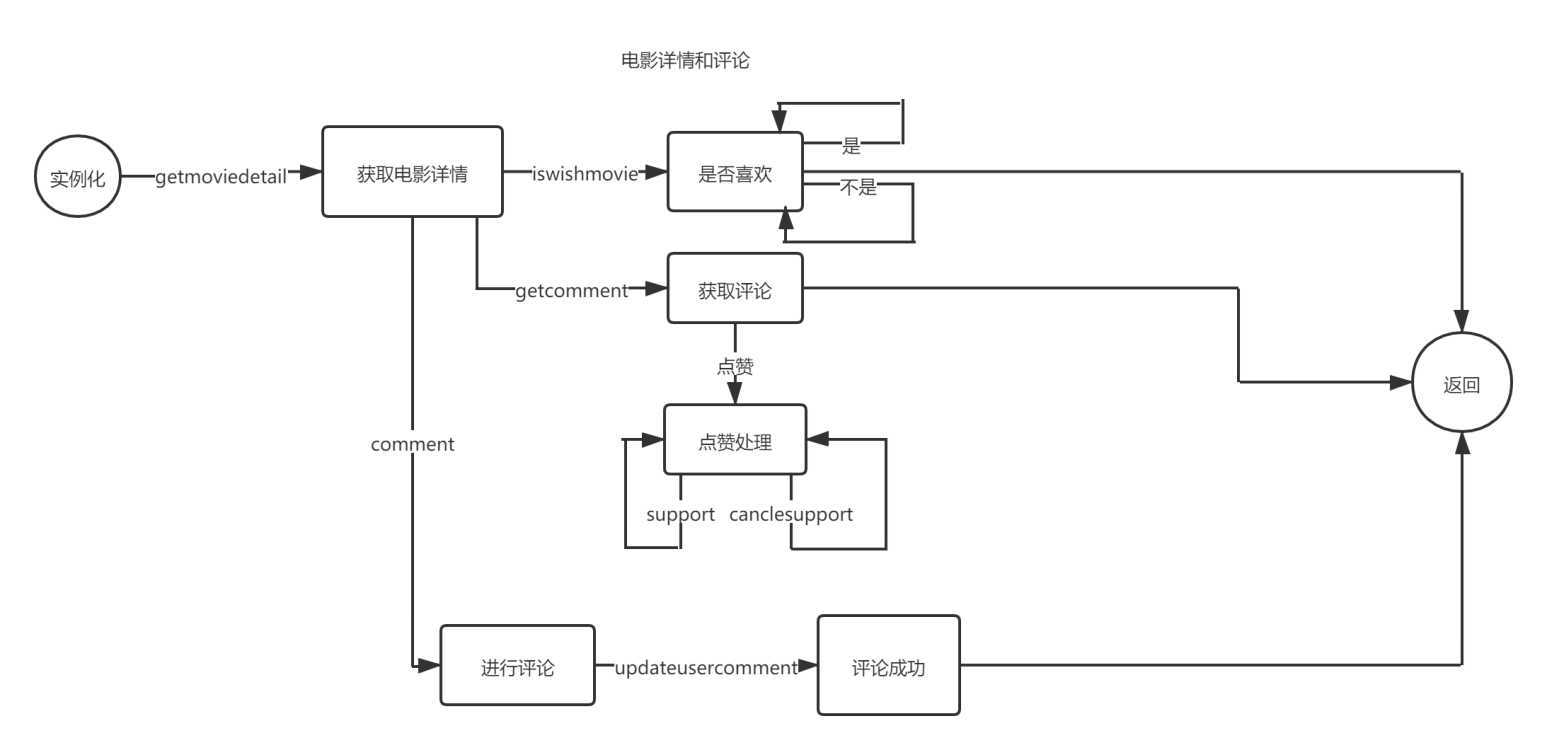 电影详情和评论
是
实例化
getmoviedetail
获取电影详情
iswishmovie
是否喜欢
不是
getcomment
获取评论
点赞
返回
comment
点赞处理
support
canclesupport
进行评论
updateusercomment
评论成功